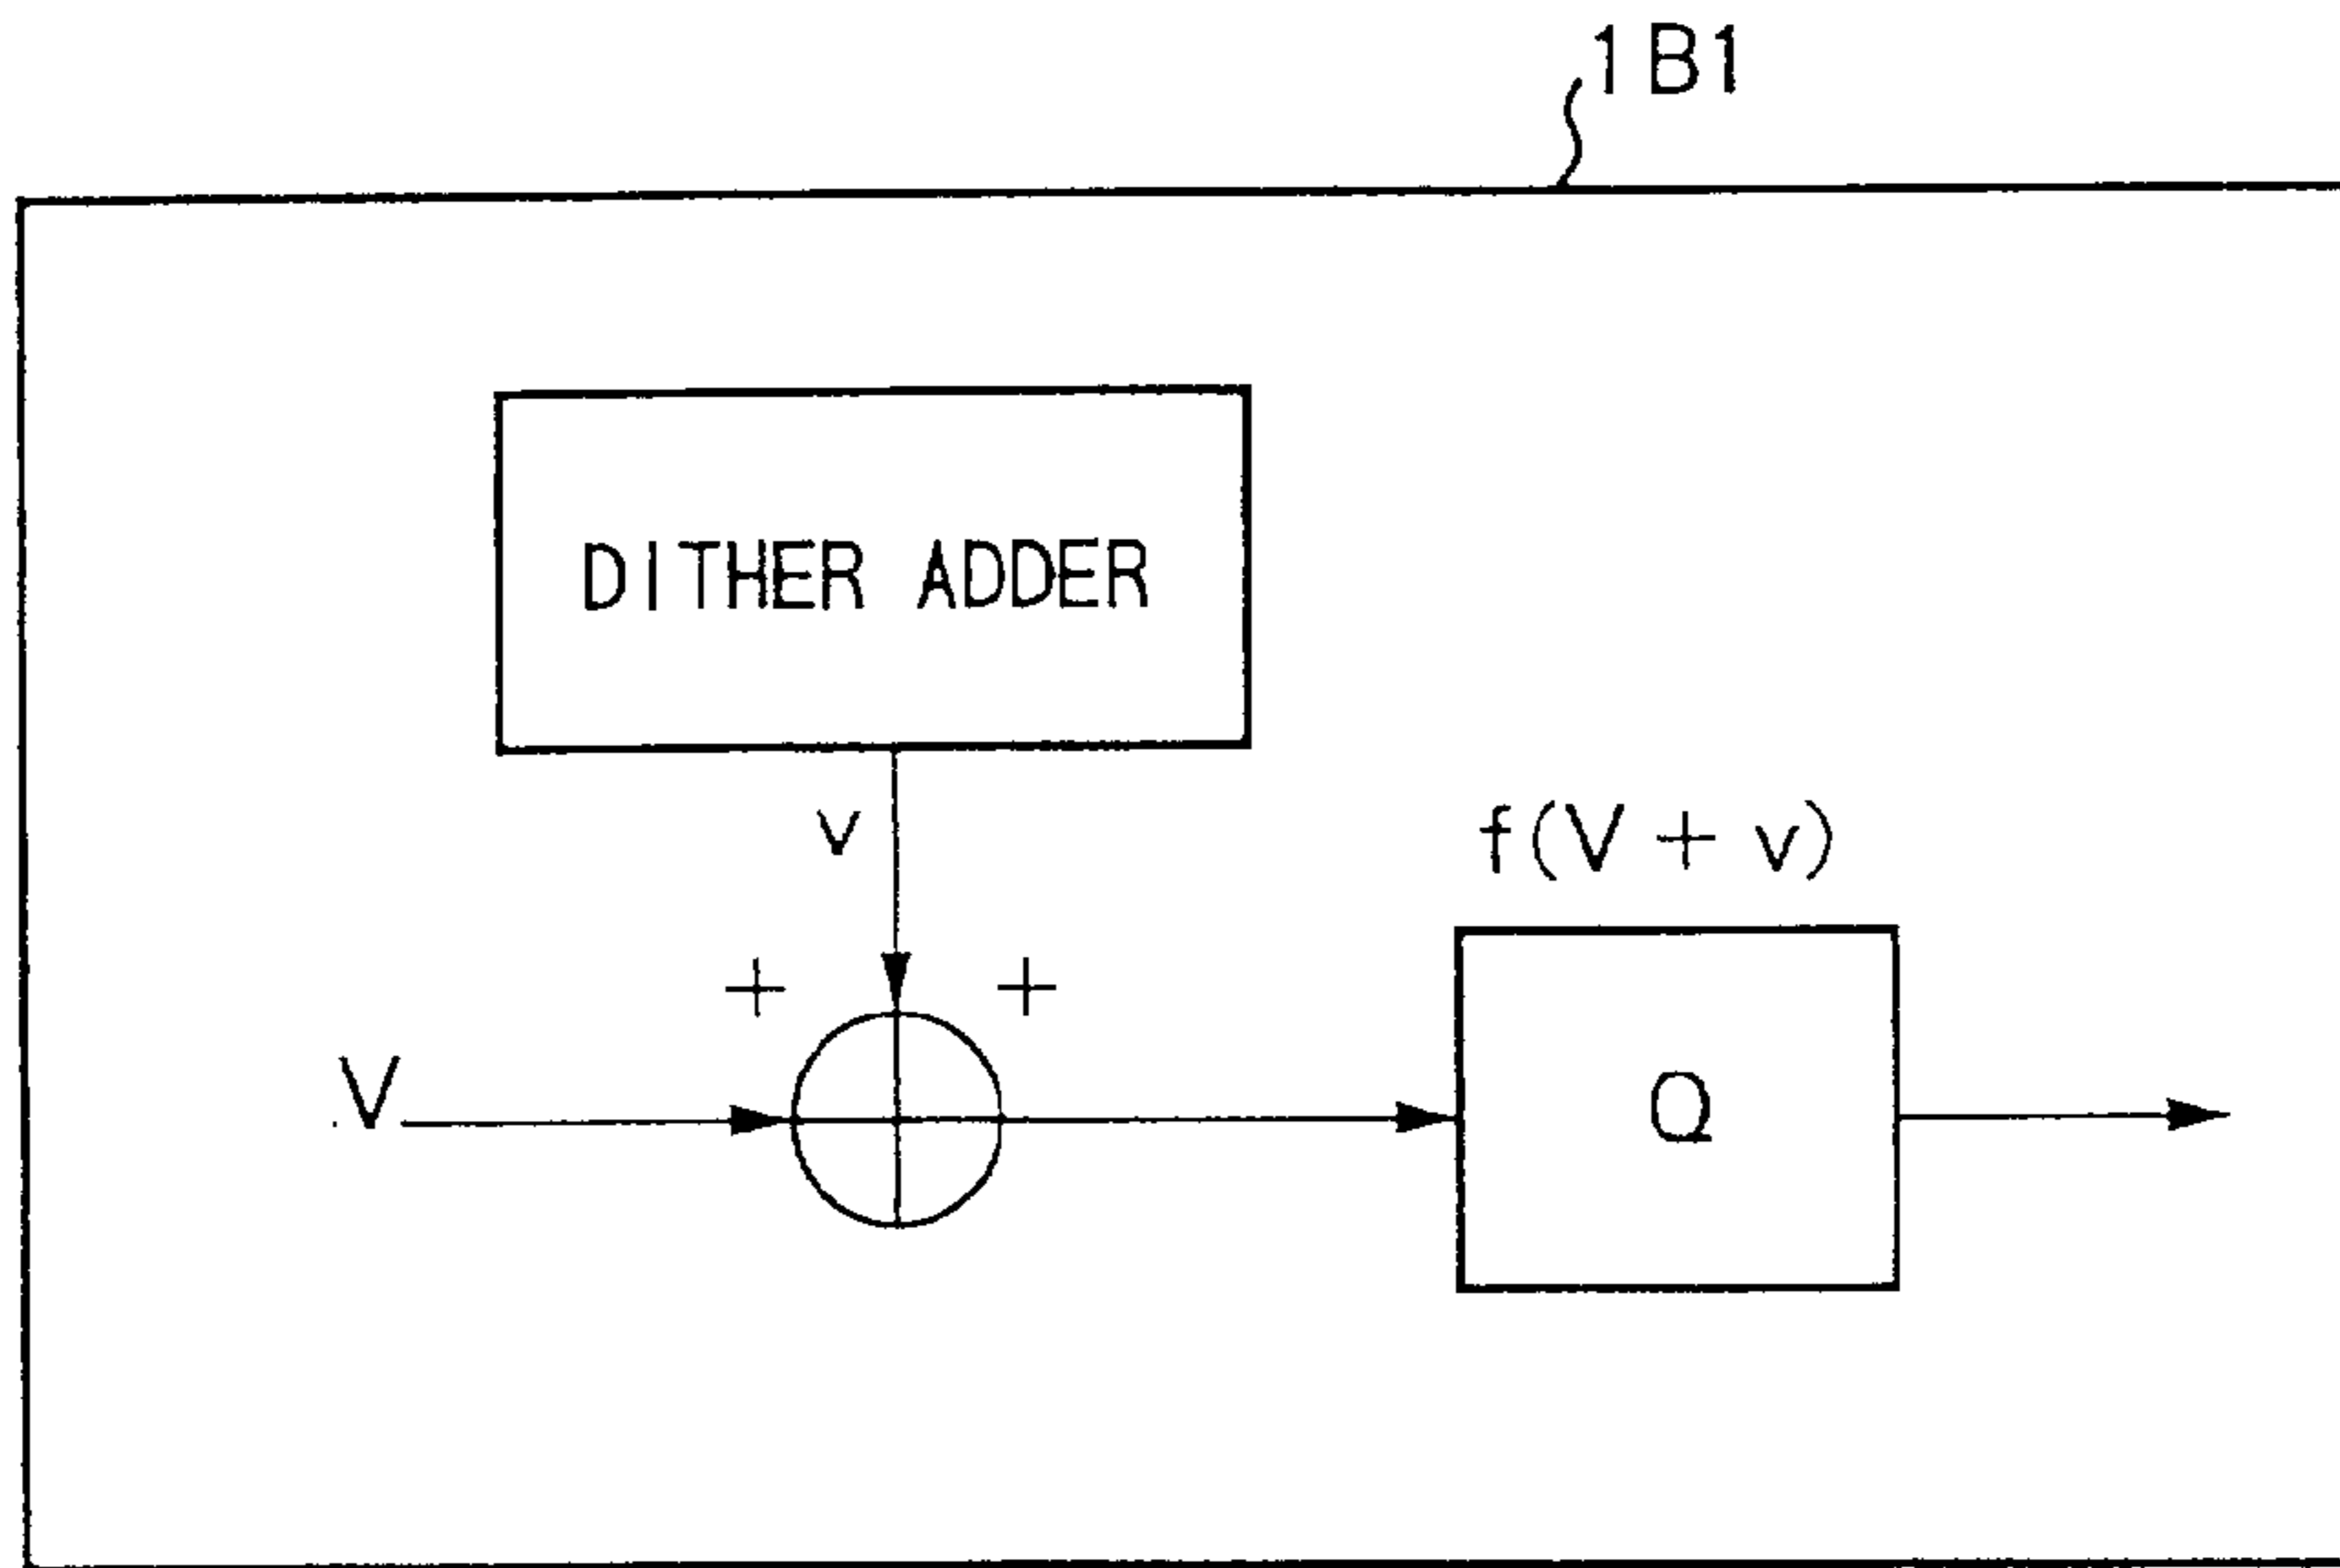 1B1
DITHER ADDER
v
f(V + v)
+ +
V
Q